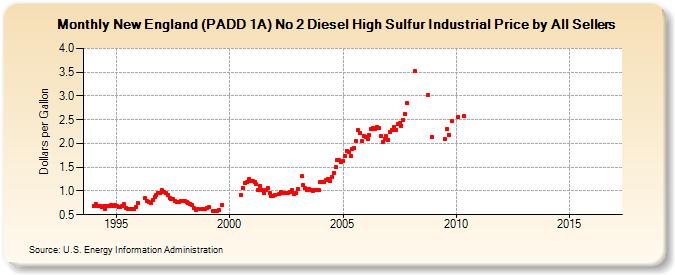 Monthly New England (PADD 1A) No 2 Diesel High Sulfur Industrial Price by All Sellers
Dollars per Gallon
4.0
3.5
3.0
2.5
2.0
1.5
1.0
0.5
1995 2000 2005 2010 2015
Source: U.S. Energy Information Administration